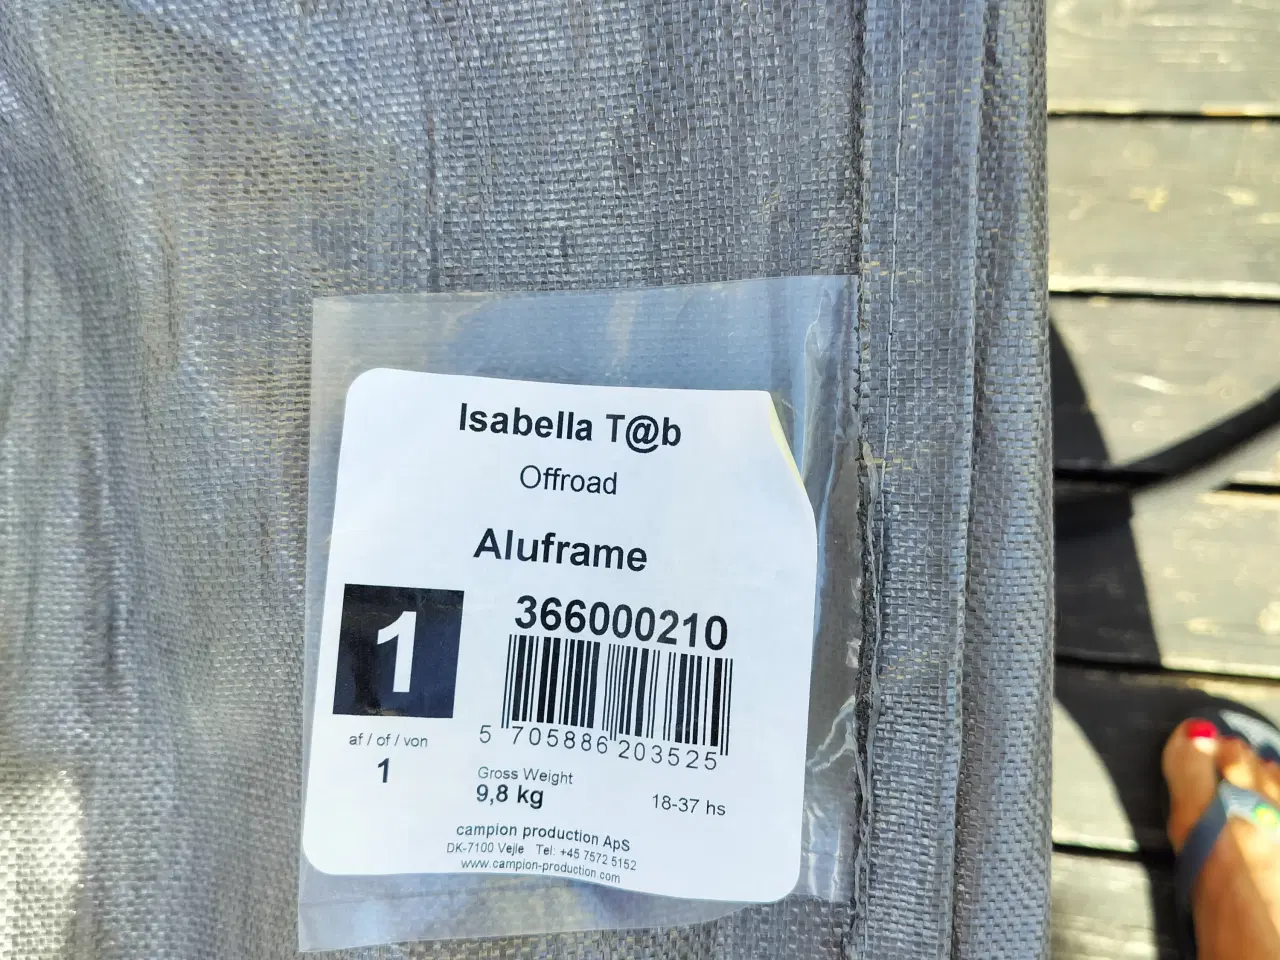 Isabella T@b
Offroad
Aluframe
366000210
1
5 705886 203525
af / of / von
1
Gross Weight
9,8 kg
18-37 hs
campion production ApS
DK-7100 Vejle Tel: +45 7572 5152
www.campion-production.com